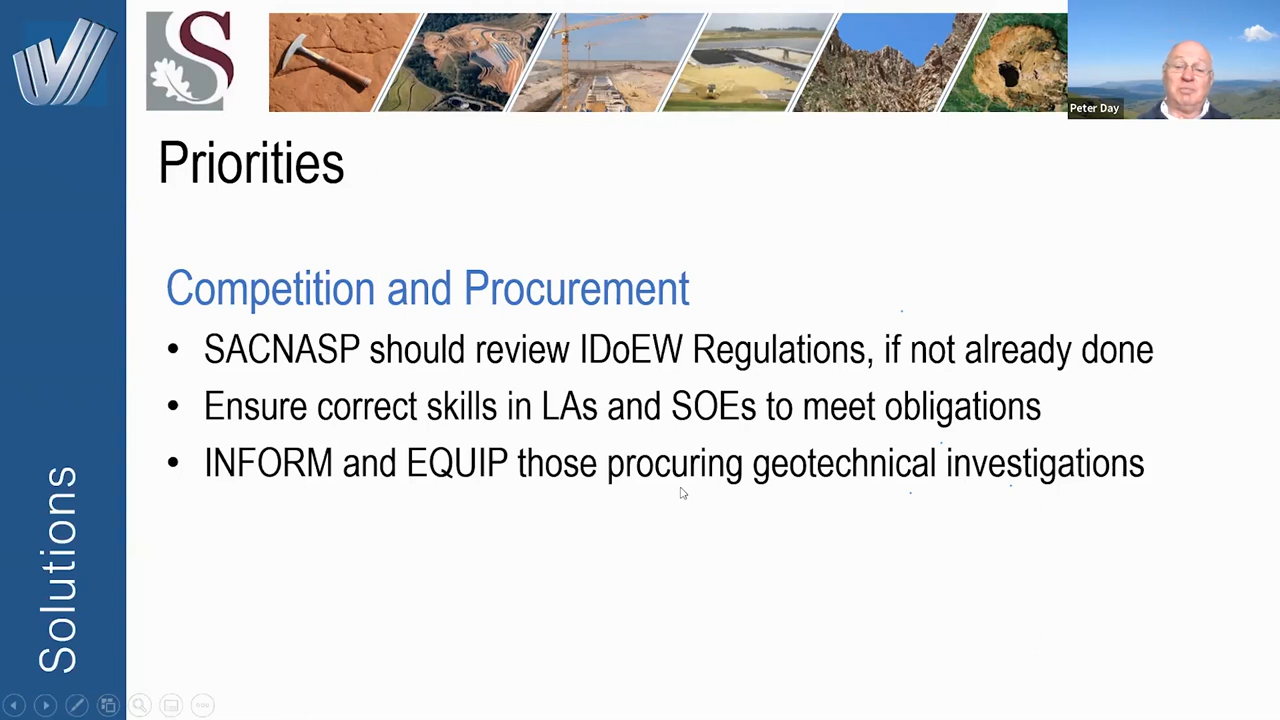 Peter Day
Priorities
Competition and Procurement
• SACNASP should review IDoEW Regulations, if not already done
• Ensure correct skills in LAs and SOEs to meet obligations
• INFORM and EQUIP those procuring geotechnical investigations
Solutions